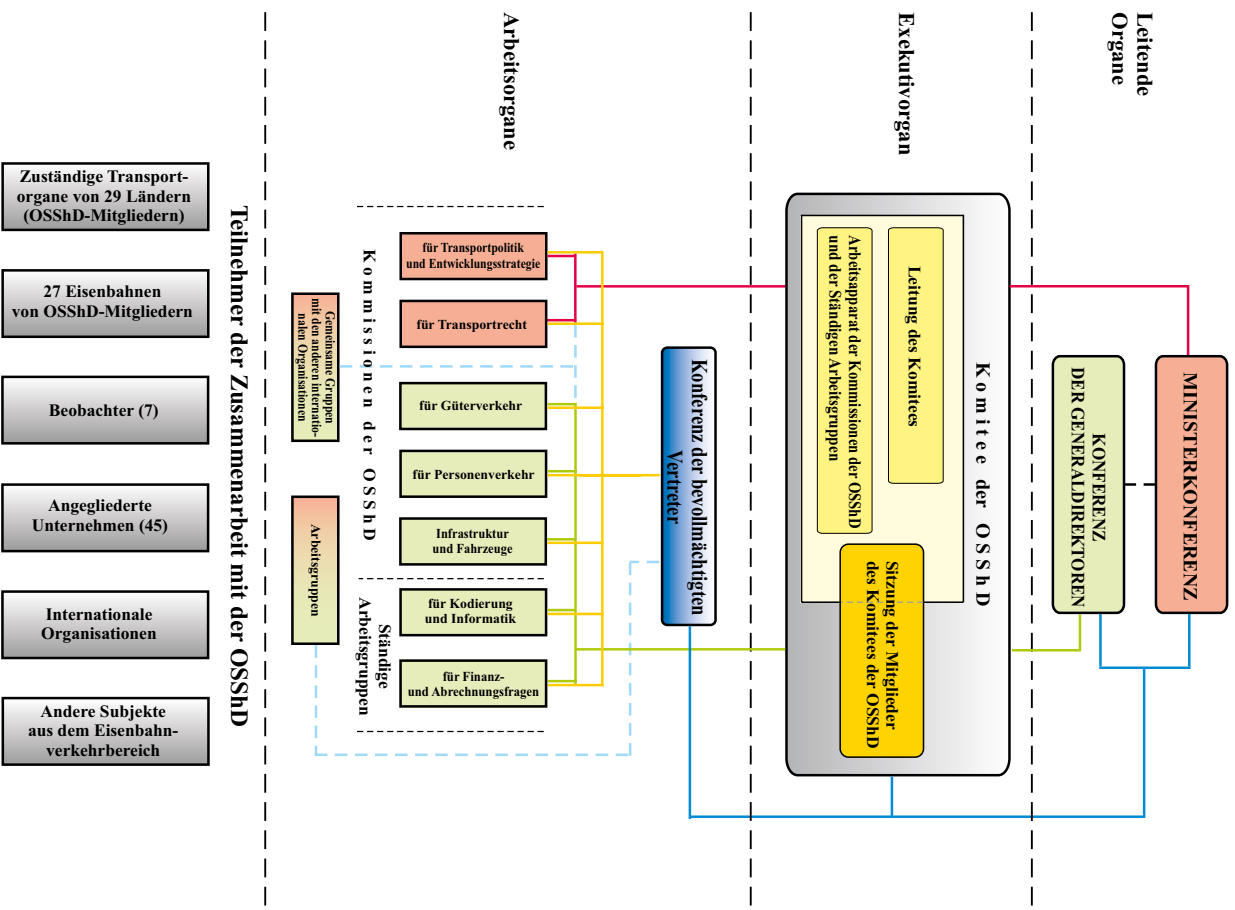 Leitende
Organe
MINISTERKONFERENZ
KONFERENZ
DER GENERALDIREKTOREN
Exekutivorgan
Komitee der OSShD
Leitung des Komitees
Arbeitsapparat der Kommissionen der OSShD
und der Ständigen Arbeitsgruppen
Sitzung der Mitglieder
des Komitees der OSShD
Arbeitsorgane
Konferenz der bevollmächtigten
Vertreter
für Transportpolitik
und Entwicklungsstrategie
für Transportrecht
für Güterverkehr
für Personenverkehr
Infrastruktur
und Fahrzeuge
für Kodierung
und Informatik
für Finanz-
und Abrechnungsfragen
Kommissionen der OSShD
Ständige
Arbeitsgruppen
Gemeinsame Gruppen
mit den anderen internatio-
nalen Organisationen
Arbeitsgruppen
Teilnehmer der Zusammenarbeit mit der OSShD
Zuständige Transport-
organe von 29 Ländern
(OSShD-Mitgliedern)
27 Eisenbahnen
von OSShD-Mitgliedern
Beobachter (7)
Angegliederte
Unternehmen (45)
Internationale
Organisationen
Andere Subjekte
aus dem Eisenbahn-
verkehrbereich